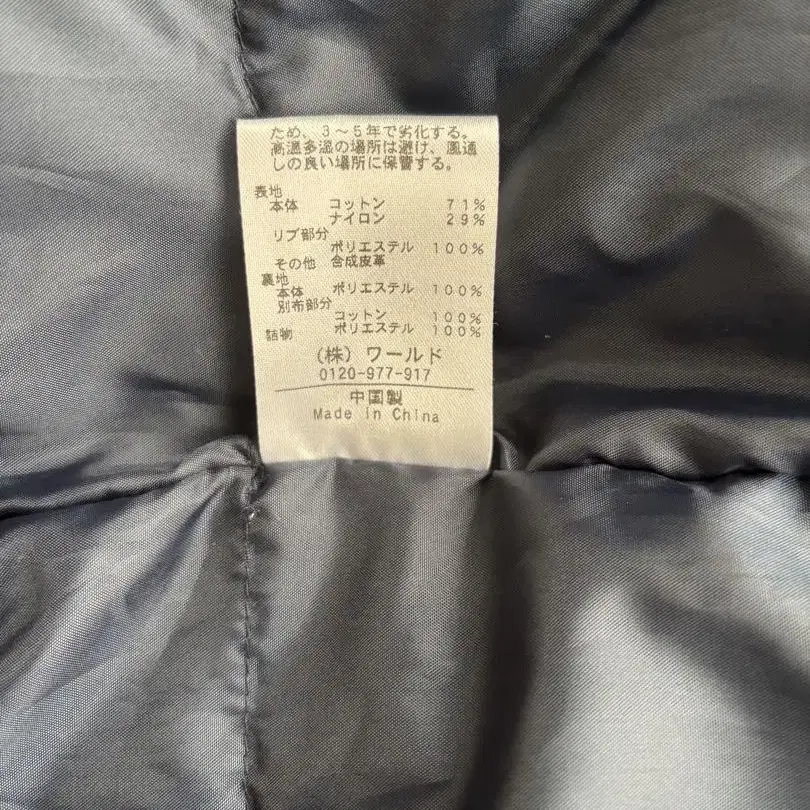 ため、3~5年で劣化する。
高温多湿の場所は避け、風通
しの良い場所に保管する。
表地
本体 コットン 71%
ナイロン 29%
リブ部分
ポリエステル 100%
その他 合成皮革
裏地
本体 ポリエステル 100%
別布部分
コットン 100%
詰物 ポリエステル 100%
(株)ワールド
0120-977-917
中国製
Made in China